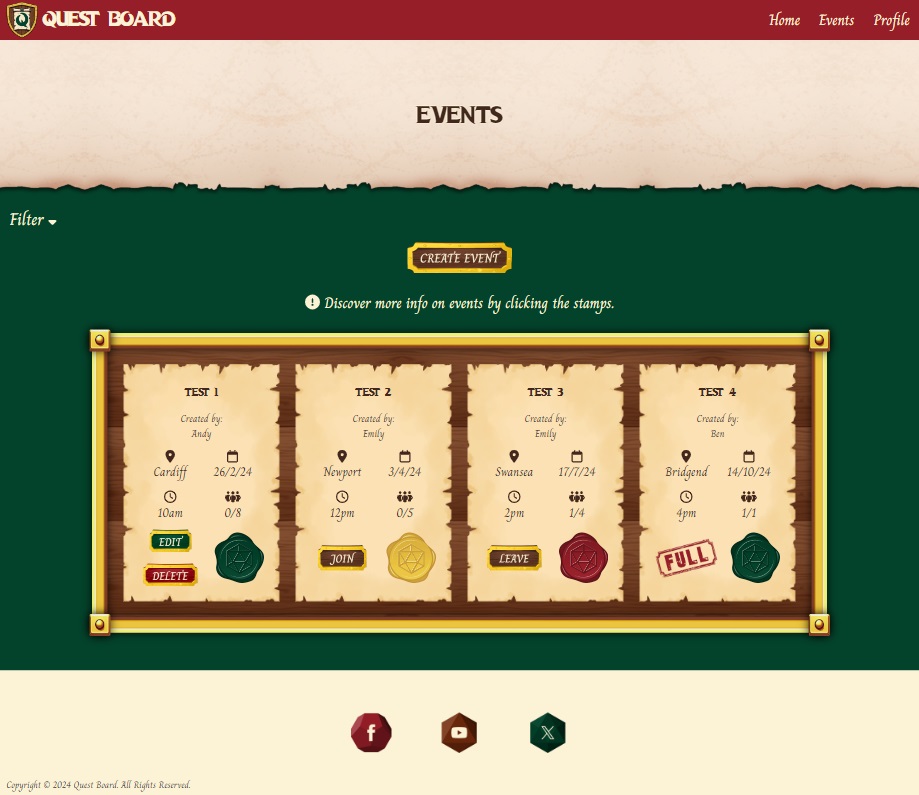 QUEST BOARD
Home Events Profile
EVENTS
Filter
CREATE EVENT
Discover more info on events by clicking the stamps.
TEST 1
Created by:
Andy
Cardiff 26/2/24
10am 0/8
EDIT
DELETE
TEST 2
Created by:
Emily
Newport 3/4/24
12pm 0/5
JOIN
TEST 3
Created by:
Emily
Swansea 17/7/24
2pm 1/4
LEAVE
TEST 4
Created by:
Ben
Bridgend 14/10/24
4pm 1/1
FULL
Copyright © 2024 Quest Board. All Rights Reserved.